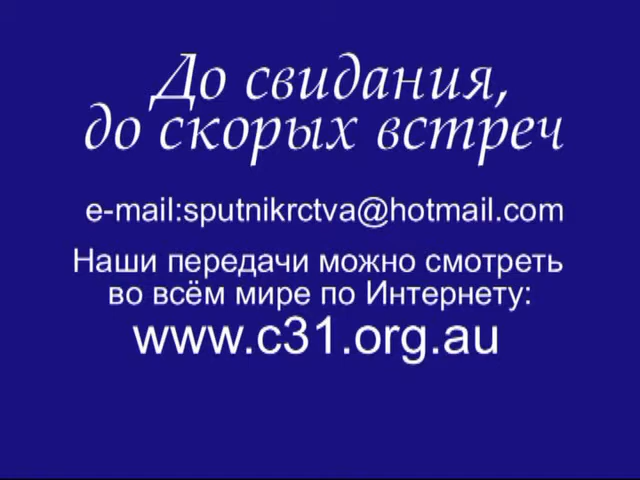 До свидания,
до скорых встреч
e-mail:sputnikrctva@hotmail.com
Наши передачи можно смотреть
во всём мире по Интернету:
www.c31.org.au